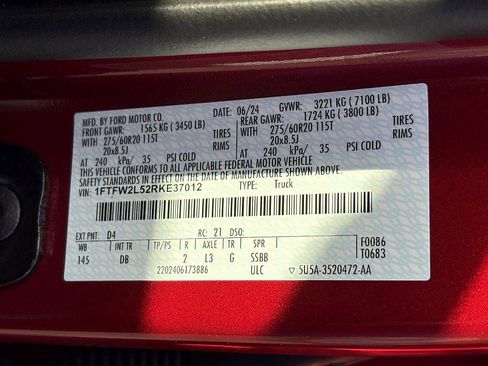 MFD. BY FORD MOTOR CO.
06/24 GVWR: 3221 KG (7100 LB)
FRONT GAWR: 1565 KG (3450 LB)
REAR GAWR: 1724 KG (3800 LB)
WITH 275/60R20 115T TIRES
WITH 275/60R20 115T TIRES
20x8.5J RIMS
20x8.5J RIMS
AT 240 kPa/ 35 PSI COLD
AT 240 kPa/ 35 PSI COLD
THIS VEHICLE CONFORMS TO ALL APPLICABLE FEDERAL MOTOR VEHICLE
SAFETY STANDARDS IN EFFECT ON THE DATE OF MANUFACTURE SHOWN ABOVE.
VIN: 1FTFW2L52RKE37012 TYPE: Truck
EXT PNT: D4 RC: 21 DSO:
WB INT TR TP/PS R AXLE TR SPR
145 DB 2 L3 G SSBB
2202406173886 ULC
F0086
T0683
▽ 5U5A-3520472-AA